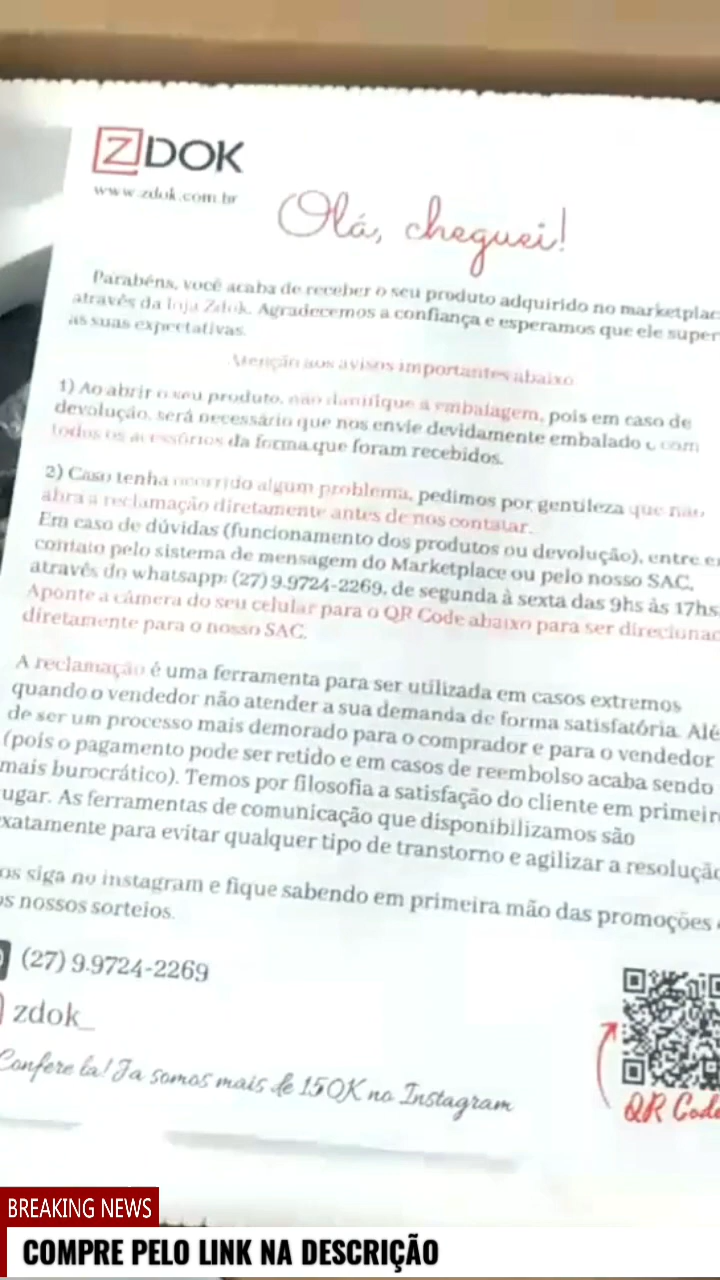 ZDOK
www.zdok.com.br
Olá, cheguei!
Parabéns, você acaba de receber o seu produto adquirido no marketplac
através da loja Zdok. Agradecemos a confiança e esperamos que ele super
as suas expectativas.
Atenção aos avisos importantes abaixo
1) Ao abrir o seu produto, não danifique a embalagem, pois em caso de
devolução, será necessário que nos envie devidamente embalado e com
todos os acessórios da forma que foram recebidos.
2) Caso tenha ocorrido algum problema, pedimos por gentileza que não
abra a reclamação diretamente antes de nos contatar.
Em caso de dúvidas (funcionamento dos produtos ou devolução), entre e
contato pelo sistema de mensagem do Marketplace ou pelo nosso SAC,
através do whatsapp: (27) 9.9724-2269, de segunda à sexta das 9hs às 17hs.
Aponte a câmera do seu celular para o QR Code abaixo para ser direcionad
diretamente para o nosso SAC.
A reclamação é uma ferramenta para ser utilizada em casos extremos
quando o vendedor não atender a sua demanda de forma satisfatória. Alé
de ser um processo mais demorado para o comprador e para o vendedor
(pois o pagamento pode ser retido e em casos de reembolso acaba sendo
mais burocrático). Temos por filosofia a satisfação do cliente em primeir
ugar. As ferramentas de comunicação que disponibilizamos são
xatamente para evitar qualquer tipo de transtorno e agilizar a resolução
os siga no instagram e fique sabendo em primeira mão das promoções
os nossos sorteios.
(27) 9.9724-2269
zdok_
Confere la! Ja somos mais de 150K no Instagram
QR Code
BREAKING NEWS
COMPRE PELO LINK NA DESCRIÇÃO